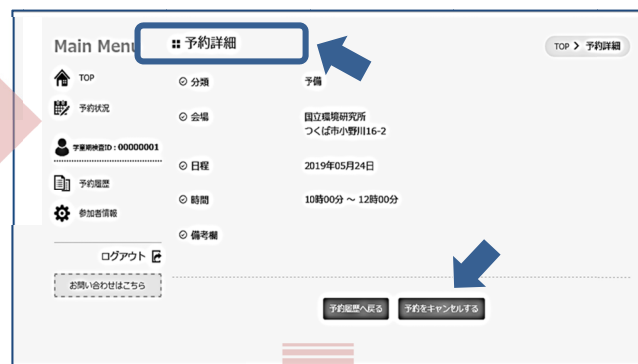 Main Menu
予約詳細
TOP > 予約詳細
TOP
予約状況
学童期検査ID : 00000001
予約履歴
参加者情報
ログアウト
お問い合わせはこちら
分類
予備
会場
国立環境研究所
つくば市小野川16-2
日程
2019年05月24日
時間
10時00分 ～ 12時00分
備考欄
予約履歴へ戻る
予約をキャンセルする